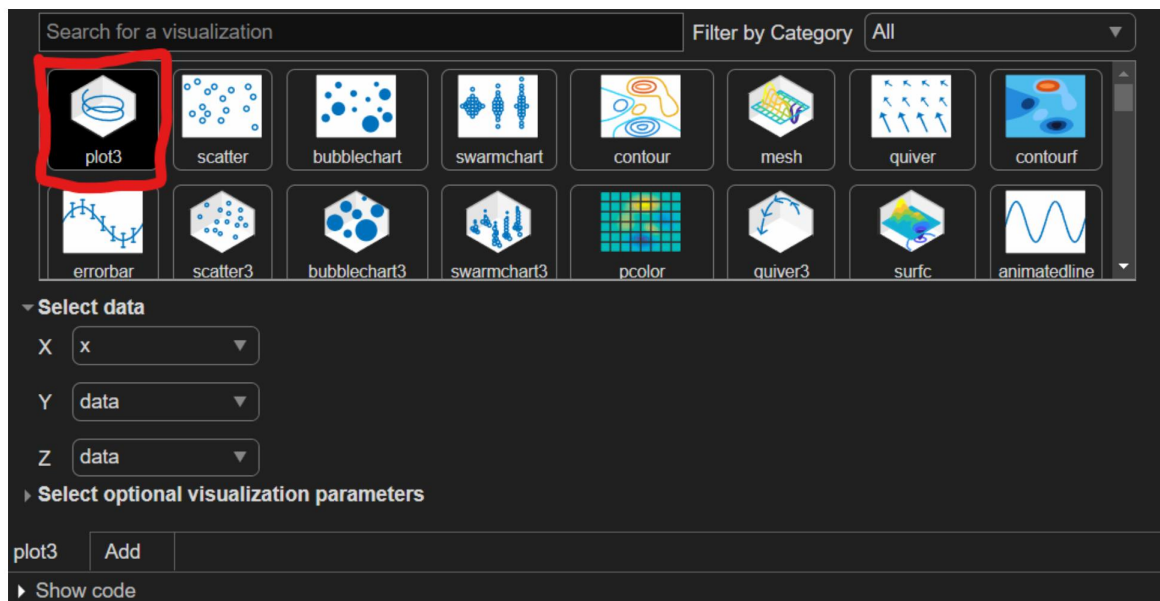 Search for a visualization Filter by Category All
plot3 scatter bubblechart swarmchart contour mesh quiver contourf
errorbar scatter3 bubblechart3 swarmchart3 pcolor quiver3 surfc animatedline
Select data
X x
Y data
Z data
Select optional visualization parameters
plot3 Add
Show code